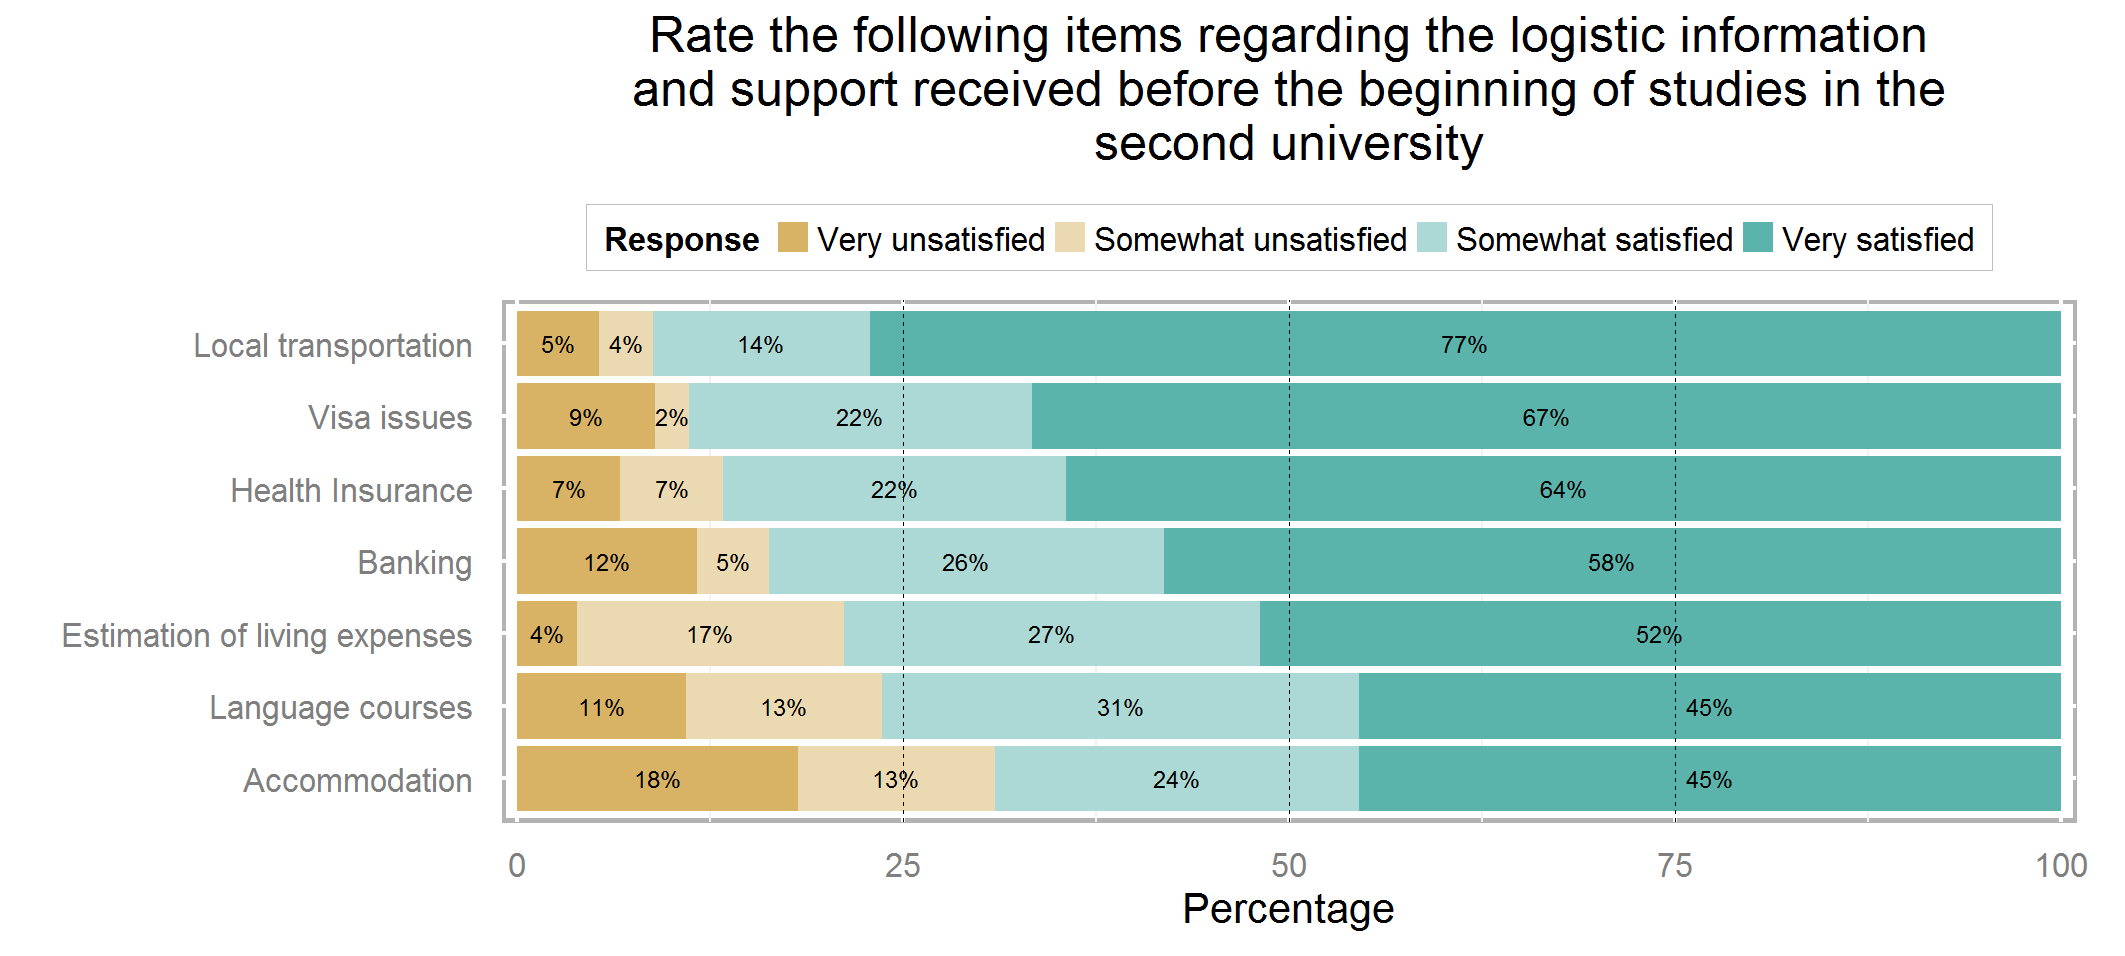 Rate the following items regarding the logistic information
and support received before the beginning of studies in the
second university
Response Very unsatisfied Somewhat unsatisfied Somewhat satisfied Very satisfied
Local transportation 5% 4% 14% 77%
Visa issues 9% 2% 22% 67%
Health Insurance 7% 7% 22% 64%
Banking 12% 5% 26% 58%
Estimation of living expenses 4% 17% 27% 52%
Language courses 11% 13% 31% 45%
Accommodation 18% 13% 24% 45%
0 25 50 75 100
Percentage